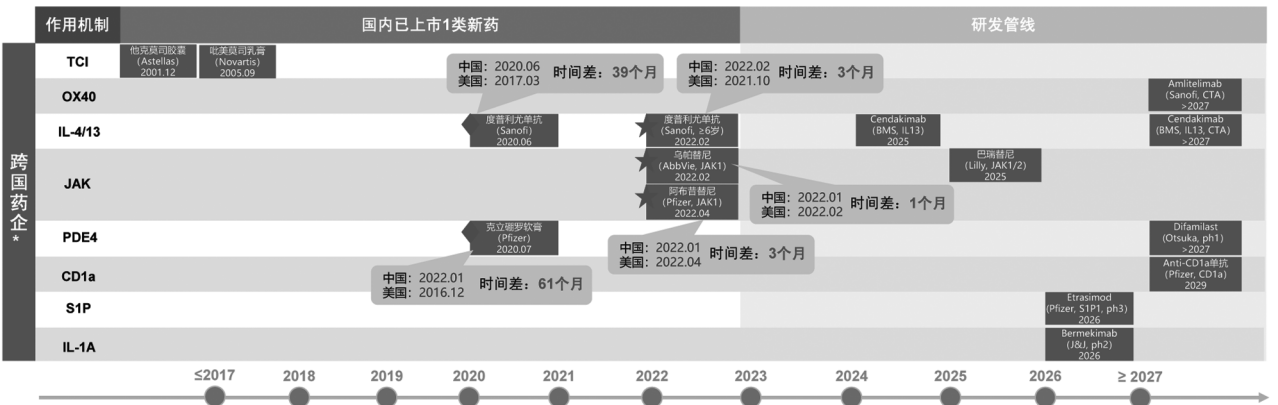 作用机制
国内已上市1类新药
研发管线
跨国药企*
TCI
他克莫司胶囊
(Astellas)
2001.12
吡美莫司乳膏
(Novartis)
2005.09
中国：2020.06
美国：2017.03
时间差：39个月
中国：2022.02
美国：2021.10
时间差：3个月
OX40
Amlitelimab
(Sanofi, CTA)
>2027
IL-4/13
度普利尤单抗
(Sanofi)
2020.06
度普利尤单抗
(Sanofi, ≥6岁)
2022.02
Cendakimab
(BMS, IL13)
2025
Cendakimab
(BMS, IL13, CTA)
>2027
JAK
乌帕替尼
(AbbVie, JAK1)
2022.02
巴瑞替尼
(Lilly, JAK1/2)
2025
阿布昔替尼
(Pfizer, JAK1)
2022.04
中国：2022.01
美国：2022.02
时间差：1个月
PDE4
克立硼罗软膏
(Pfizer)
2020.07
中国：2022.01
美国：2022.04
时间差：3个月
Difamilast
(Otsuka, ph1)
>2027
CD1a
中国：2022.01
美国：2016.12
时间差：61个月
Anti-CD1a单抗
(Pfizer, CD1a)
2029
S1P
Etrasimod
(Pfizer, S1P1, ph3)
2026
IL-1A
Bermekimab
(J&J, ph2)
2026
≤2017
2018
2019
2020
2021
2022
2023
2024
2025
2026
≥ 2027